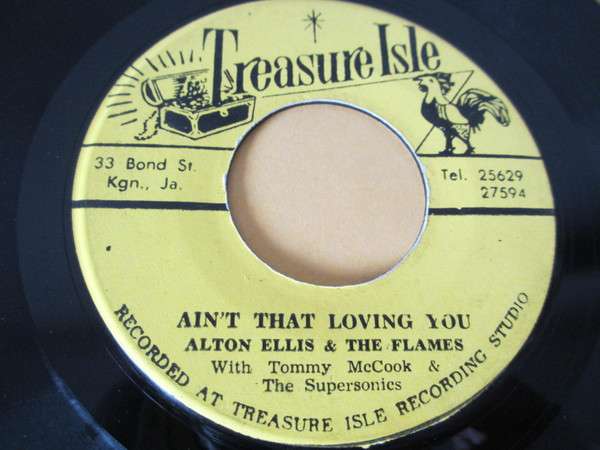 Treasure Isle
33 Bond St.
Kgn., Ja.
Tel. 25629
27594
AIN'T THAT LOVING YOU
ALTON ELLIS & THE FLAMES
With Tommy McCook &
The Supersonics
RECORDED AT TREASURE ISLE RECORDING STUDIO